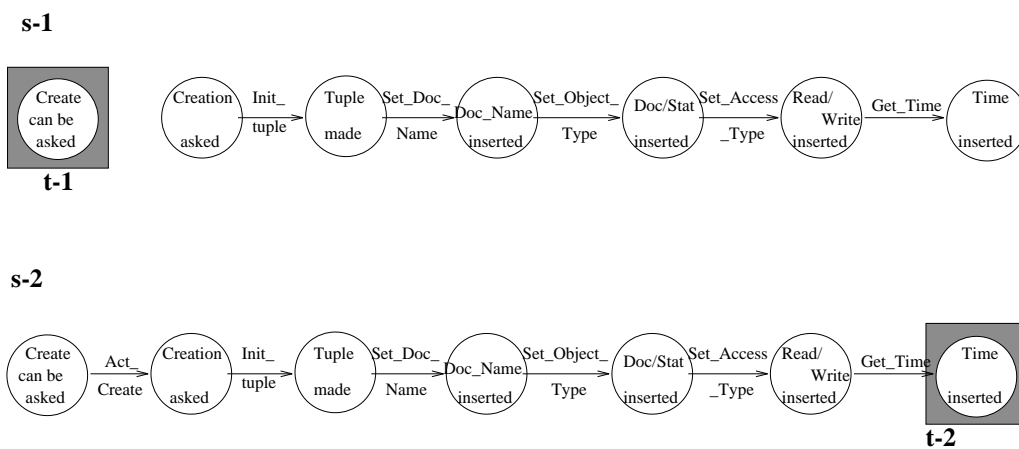 s-1
Create
can be
asked
t-1
Creation
asked
Init_
tuple
Tuple
made
Set_Doc_
Name
Doc_Name
inserted
Set_Object_
Type
Doc/Stat
inserted
Set_Access
_Type
Read/
Write
inserted
Get_Time
Time
inserted
s-2
Create
can be
asked
Act_
Create
Creation
asked
Init_
tuple
Tuple
made
Set_Doc_
Name
Doc_Name
inserted
Set_Object_
Type
Doc/Stat
inserted
Set_Access
_Type
Read/
Write
inserted
Get_Time
Time
inserted
t-2